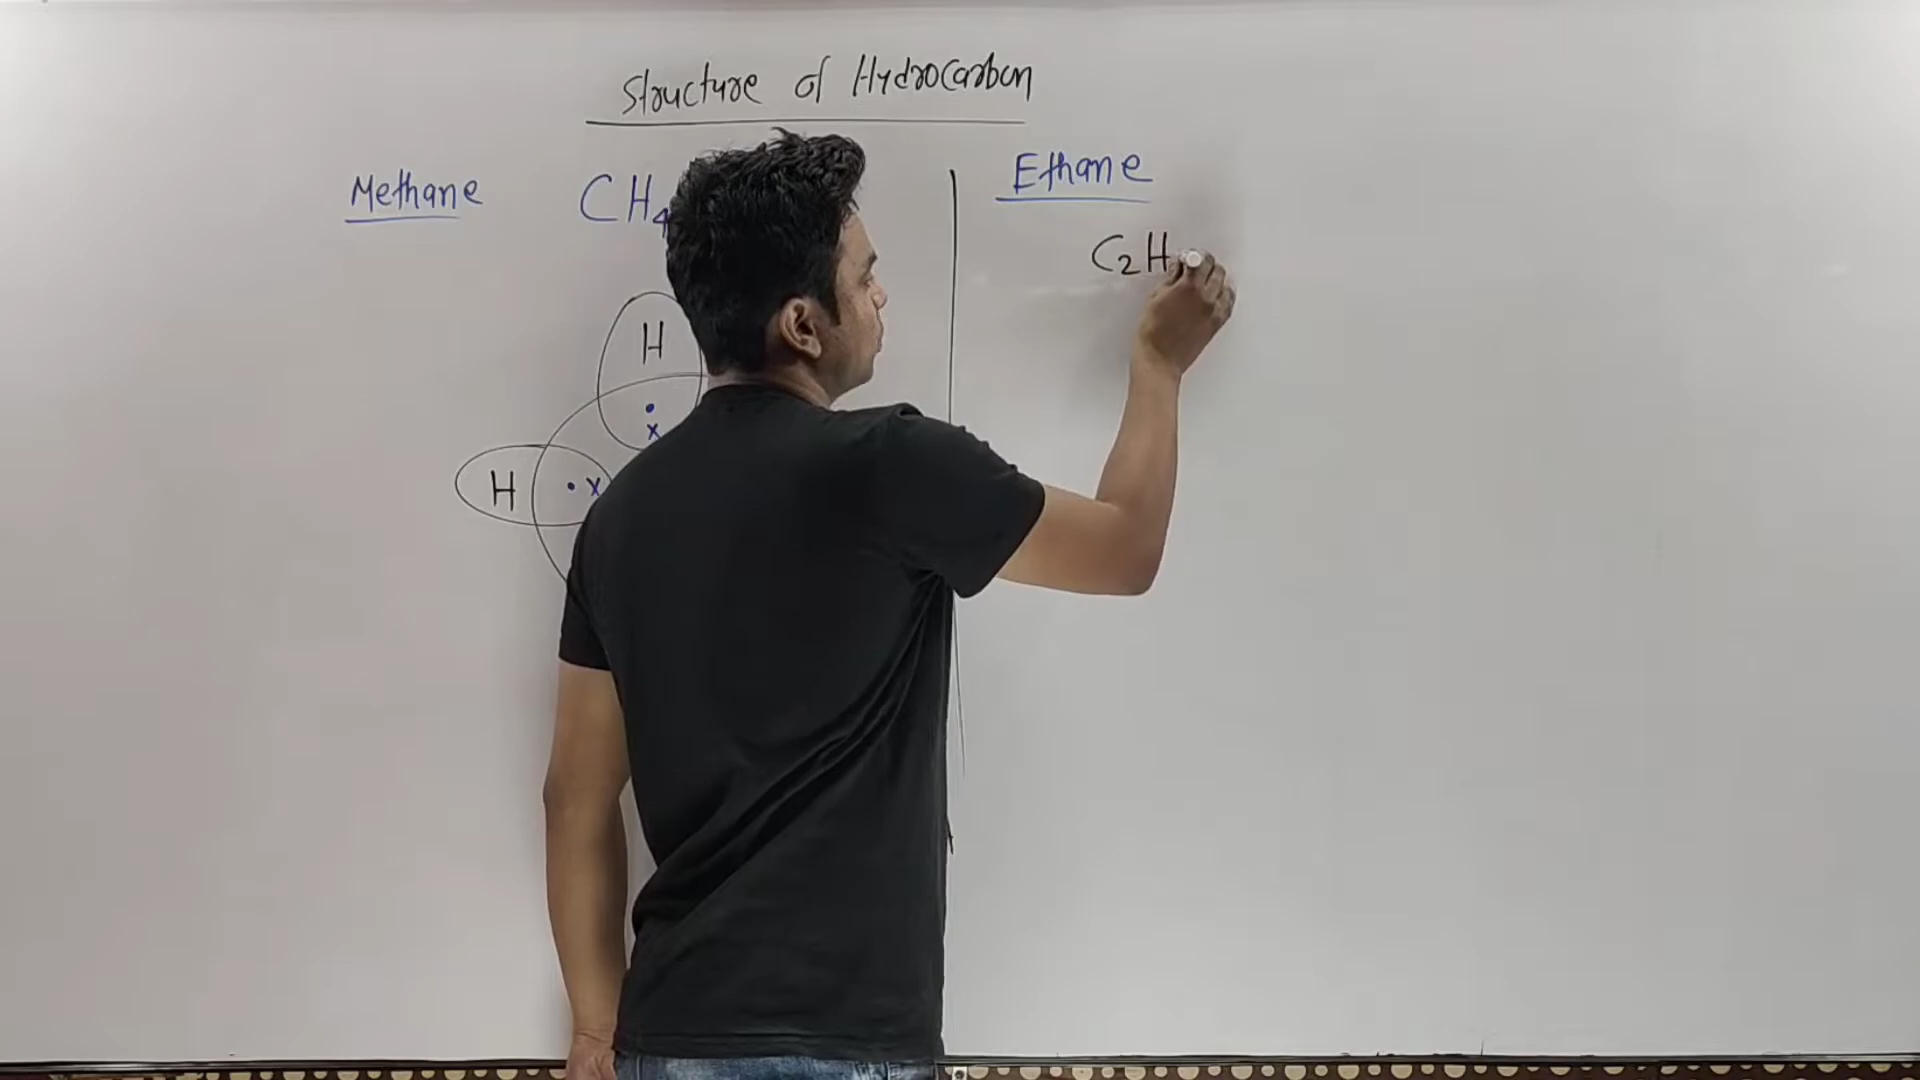 Structure of Hydrocarbon
Methane CH4
Ethane
C2H
H
• x
H • x